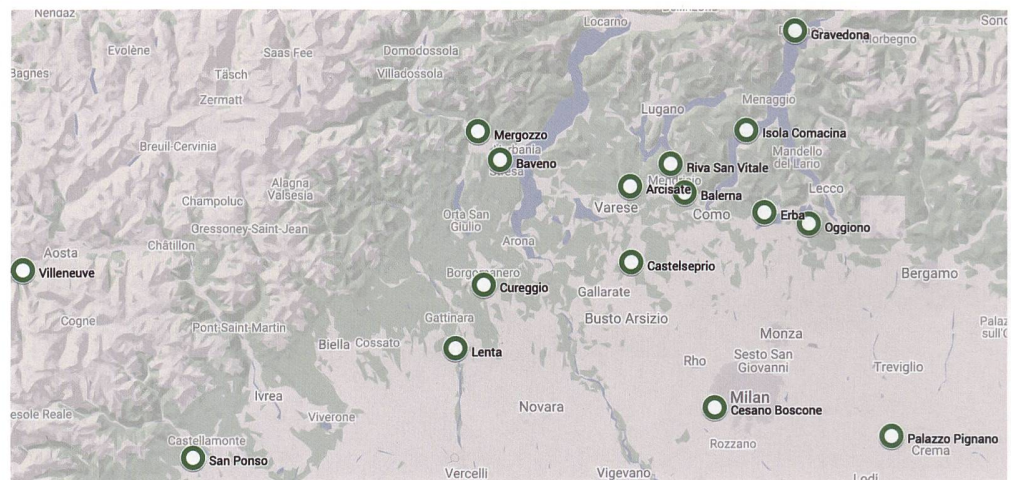 Nendaz
Locarno
Sond
Gravedona
Morbegno
Evolène
Saas Fee
Domodossola
Bagnes
Täsch
Villadossola
Zermatt
Lugano
Menaggio
Mergozzo
Isola Comacina
Breuil-Cervinia
Verbania
Baveno
Stresa
Mandello
del Lario
Riva San Vitale
Mendrisio
Arcisate
Balerna
Lecco
Alagna
Valsesia
Champoluc
Varese
Como
Erba
Oggiono
Orta San
Giulio
Gressoney-Saint-Jean
Arona
Châtillon
Aosta
Villeneuve
Castelseprio
Borgomanero
Cureggio
Bergamo
Gallarate
Cogne
Pont-Saint-Martin
Gattinara
Busto Arsizio
Palaz
sull'O
Biella
Cossato
Lenta
Monza
Rho
Sesto San
Giovanni
Treviglio
Ivrea
Milan
Cesano Boscone
Novara
esole Reale
Viverone
Castellamonte
San Ponso
Rozzano
Palazzo Pignano
Crema
Vercelli
Vigevano
Lodi